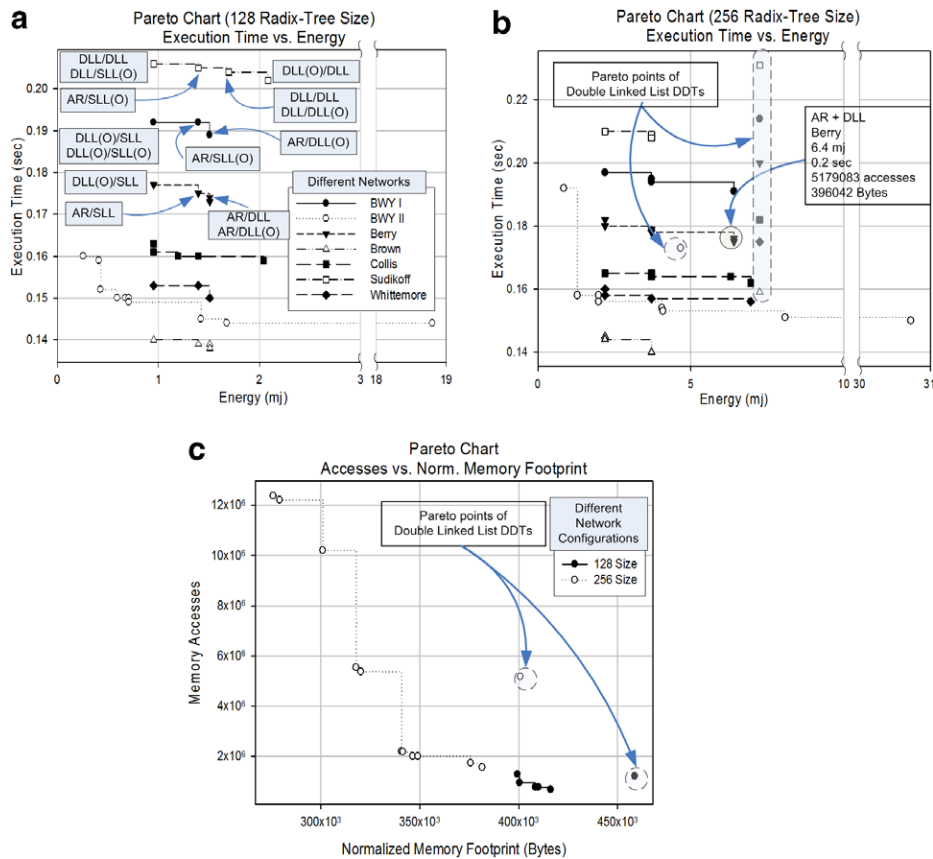 a
Pareto Chart (128 Radix-Tree Size)
Execution Time vs. Energy
DLL/DLL
DLL/SLL(O)
DLL(O)/DLL
AR/SLL(O)
DLL/DLL
DLL/DLL(O)
DLL(O)/SLL
DLL(O)/SLL(O)
AR/SLL(O)
AR/DLL(O)
DLL(O)/SLL
AR/SLL
AR/DLL
AR/DLL(O)
Different Networks
BWY I
BWY II
Berry
Brown
Collis
Sudikoff
Whittemore
Execution Time (sec)
0.20
0.19
0.18
0.17
0.16
0.15
0.14
0
1
2
3
18
19
Energy (mj)
b
Pareto Chart (256 Radix-Tree Size)
Execution Time vs. Energy
Pareto points of
Double Linked List DDTs
AR + DLL
Berry
6.4 mj
0.2 sec
5179083 accesses
396042 Bytes
Execution Time (sec)
0.22
0.20
0.18
0.16
0.14
0
5
10
30
31
Energy (mj)
c
Pareto Chart
Accesses vs. Norm. Memory Footprint
Pareto points of
Double Linked List DDTs
Different
Network
Configurations
128 Size
256 Size
Memory Accesses
12x10⁶
10x10⁶
8x10⁶
6x10⁶
4x10⁶
2x10⁶
300x10³
350x10³
400x10³
450x10³
Normalized Memory Footprint (Bytes)